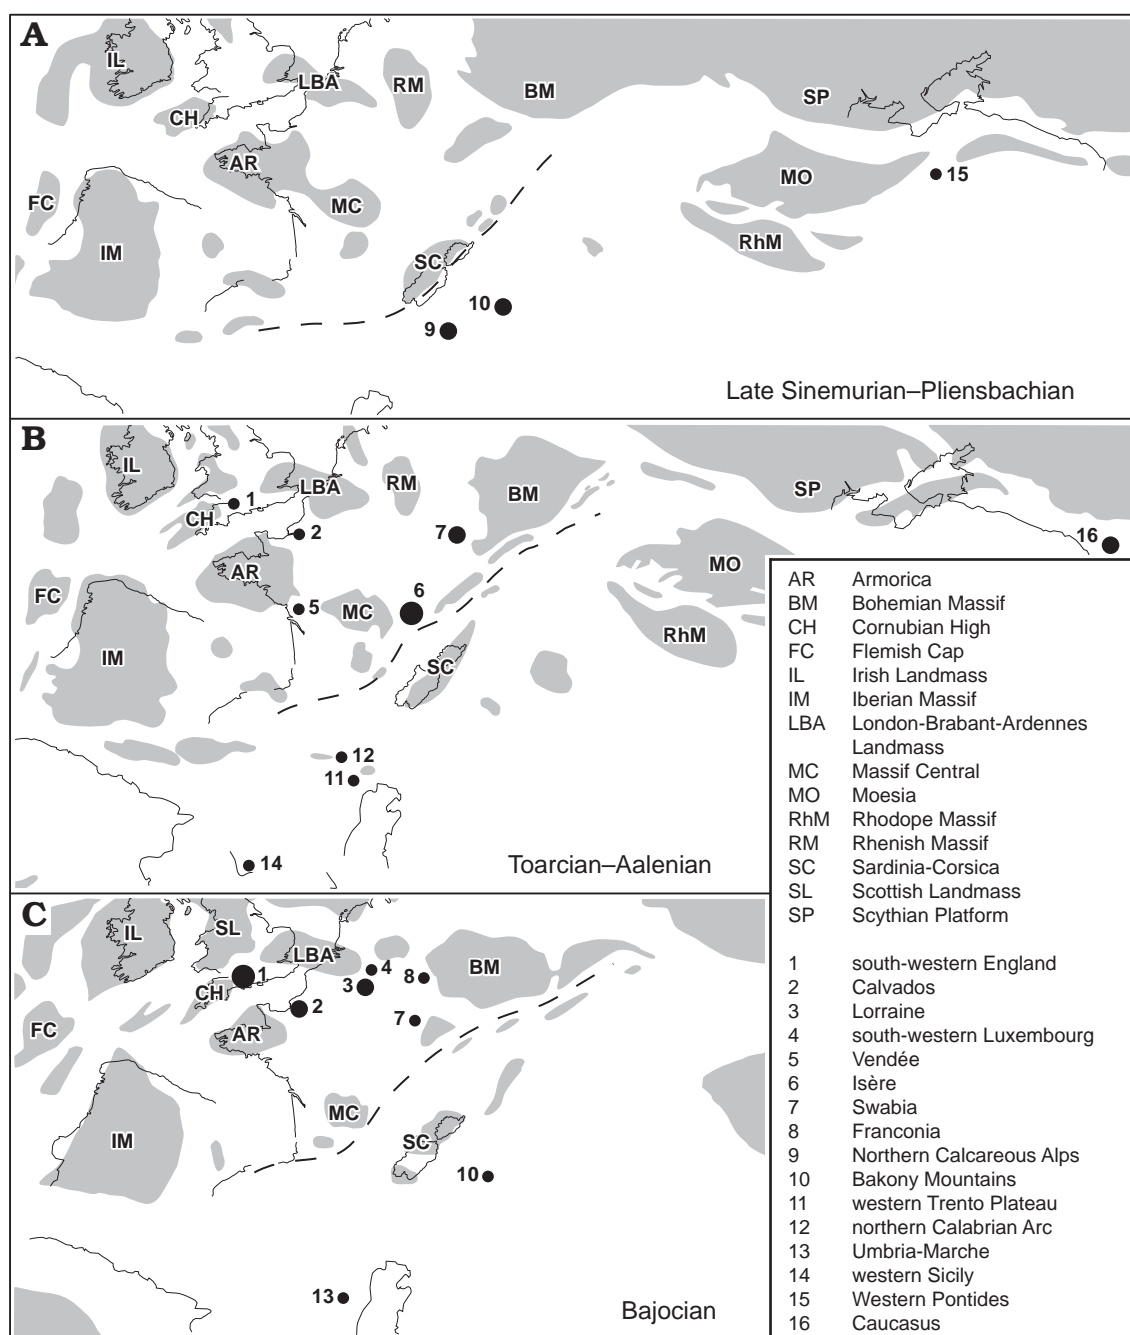 A
IL
LBA
RM
BM
SP
CH
AR
MO
15
FC
MC
RhM
IM
SC
10
9
Late Sinemurian–Pliensbachian
B
IL
LBA
RM
BM
SP
1
CH
2
7
16
AR
MO
FC
5
MC
6
RhM
IM
SC
12
11
14
Toarcian–Aalenian
C
IL
SL
LBA
4
BM
1
3
8
CH
2
7
FC
AR
MC
IM
SC
10
13
Bajocian
AR Armorica
BM Bohemian Massif
CH Cornubian High
FC Flemish Cap
IL Irish Landmass
IM Iberian Massif
LBA London-Brabant-Ardennes
Landmass
MC Massif Central
MO Moesia
RhM Rhodope Massif
RM Rhenish Massif
SC Sardinia-Corsica
SL Scottish Landmass
SP Scythian Platform
1 south-western England
2 Calvados
3 Lorraine
4 south-western Luxembourg
5 Vendée
6 Isère
7 Swabia
8 Franconia
9 Northern Calcareous Alps
10 Bakony Mountains
11 western Trento Plateau
12 northern Calabrian Arc
13 Umbria-Marche
14 western Sicily
15 Western Pontides
16 Caucasus